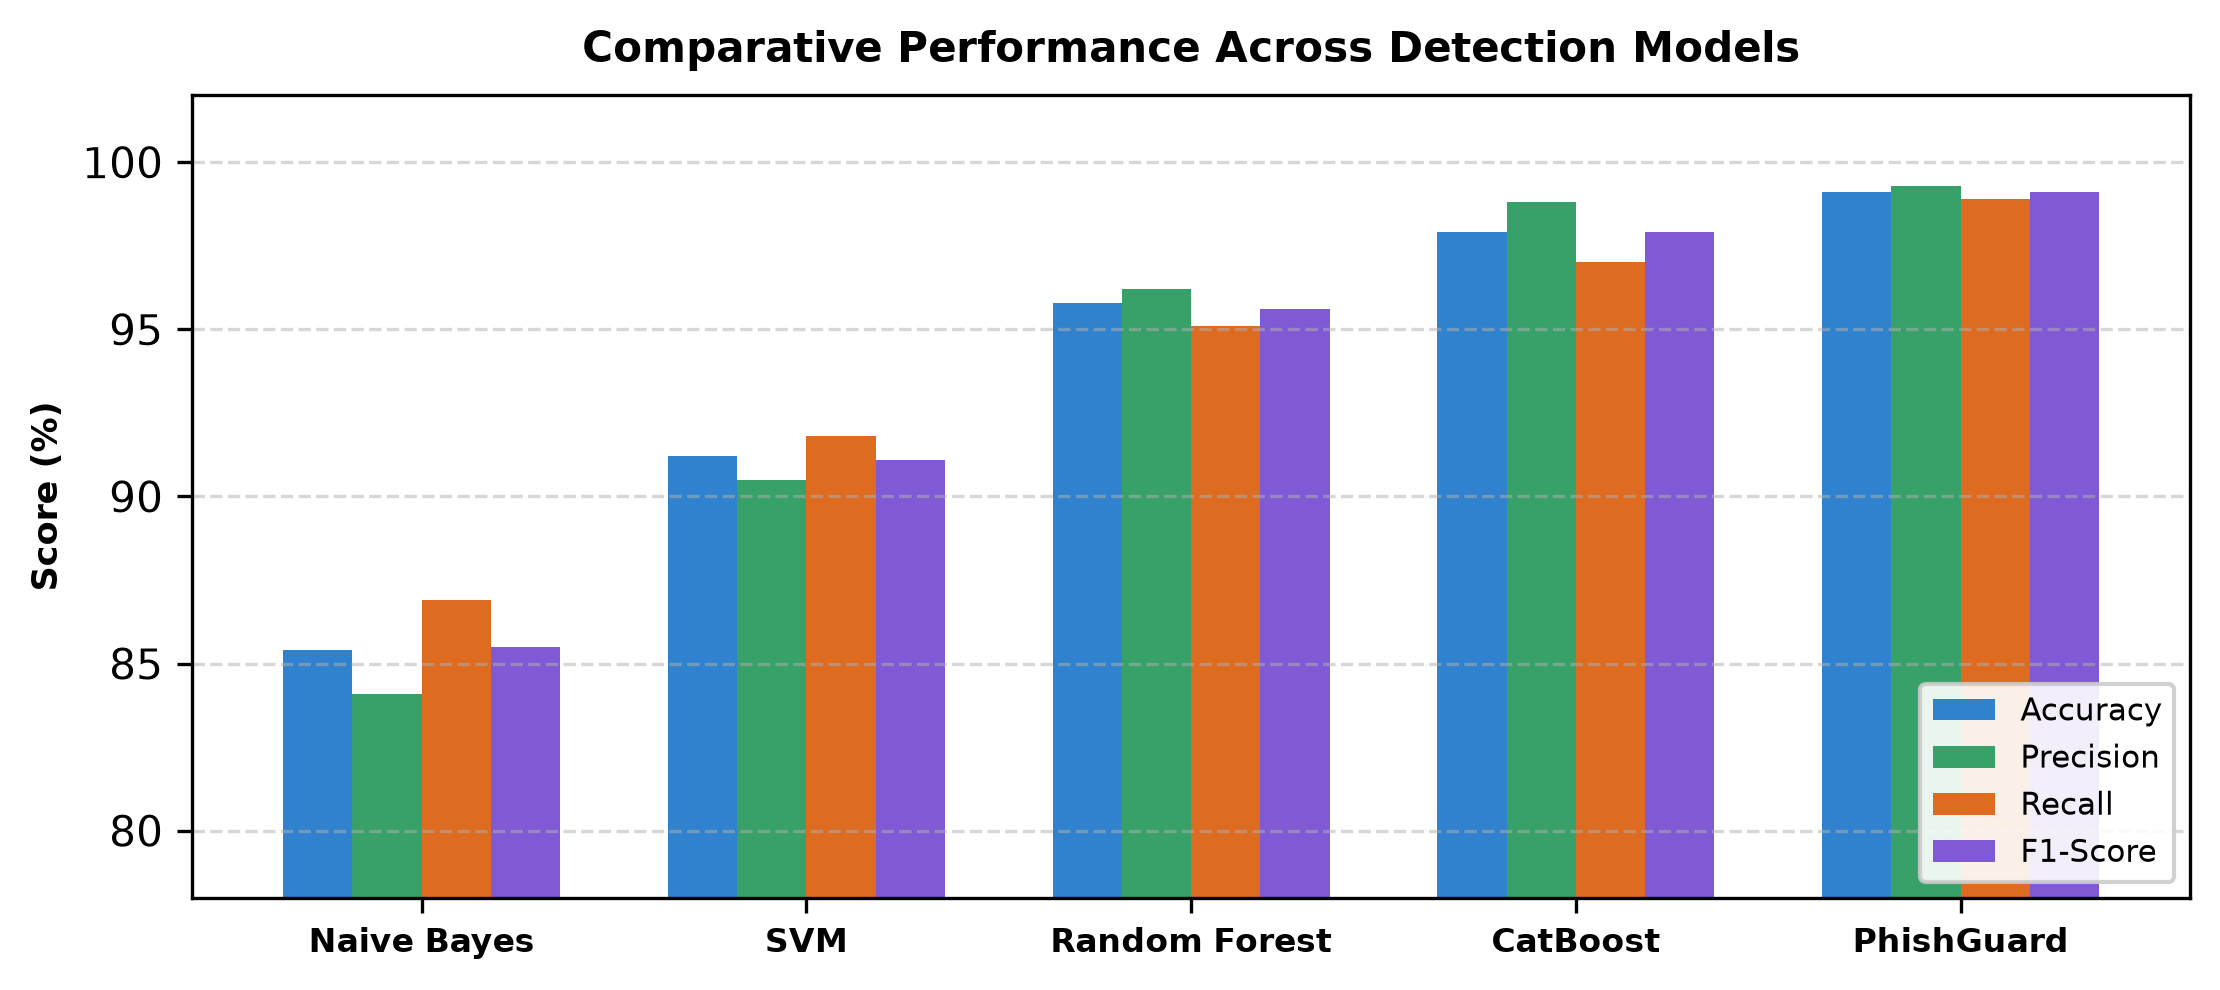 Comparative Performance Across Detection Models
Score (%)
100
95
90
85
80
Naive Bayes
SVM
Random Forest
CatBoost
PhishGuard
Accuracy
Precision
Recall
F1-Score